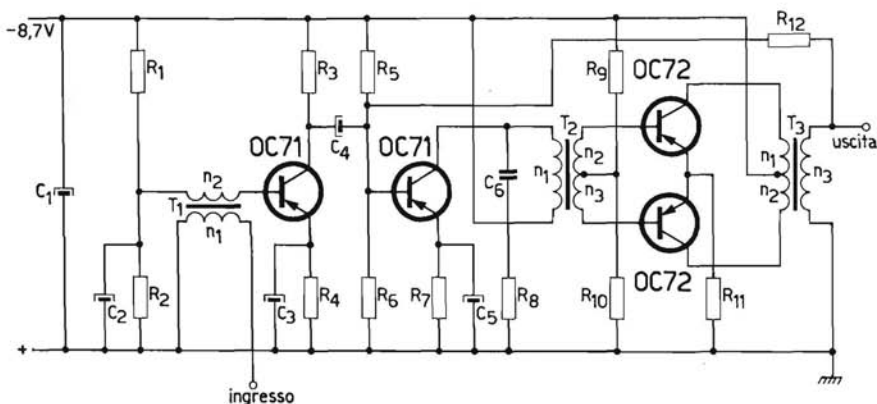 -8,7V
R12
R1
R3
R5
R9
OC72
OC71
C4
OC71
T2
n2
n1
n3
T3
n1
n2
n3
uscita
C1
n2
T1
n1
C6
OC72
C2
R2
C3
R4
R6
R7
C5
R8
R10
R11
+
ingresso